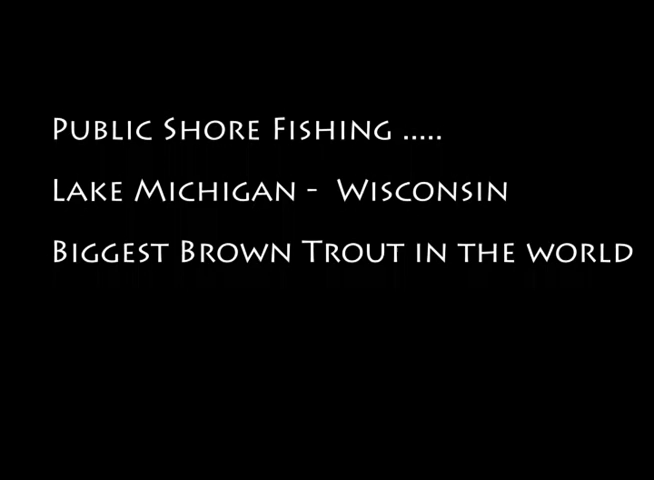 Public Shore Fishing .....
Lake Michigan - Wisconsin
Biggest Brown Trout in the world